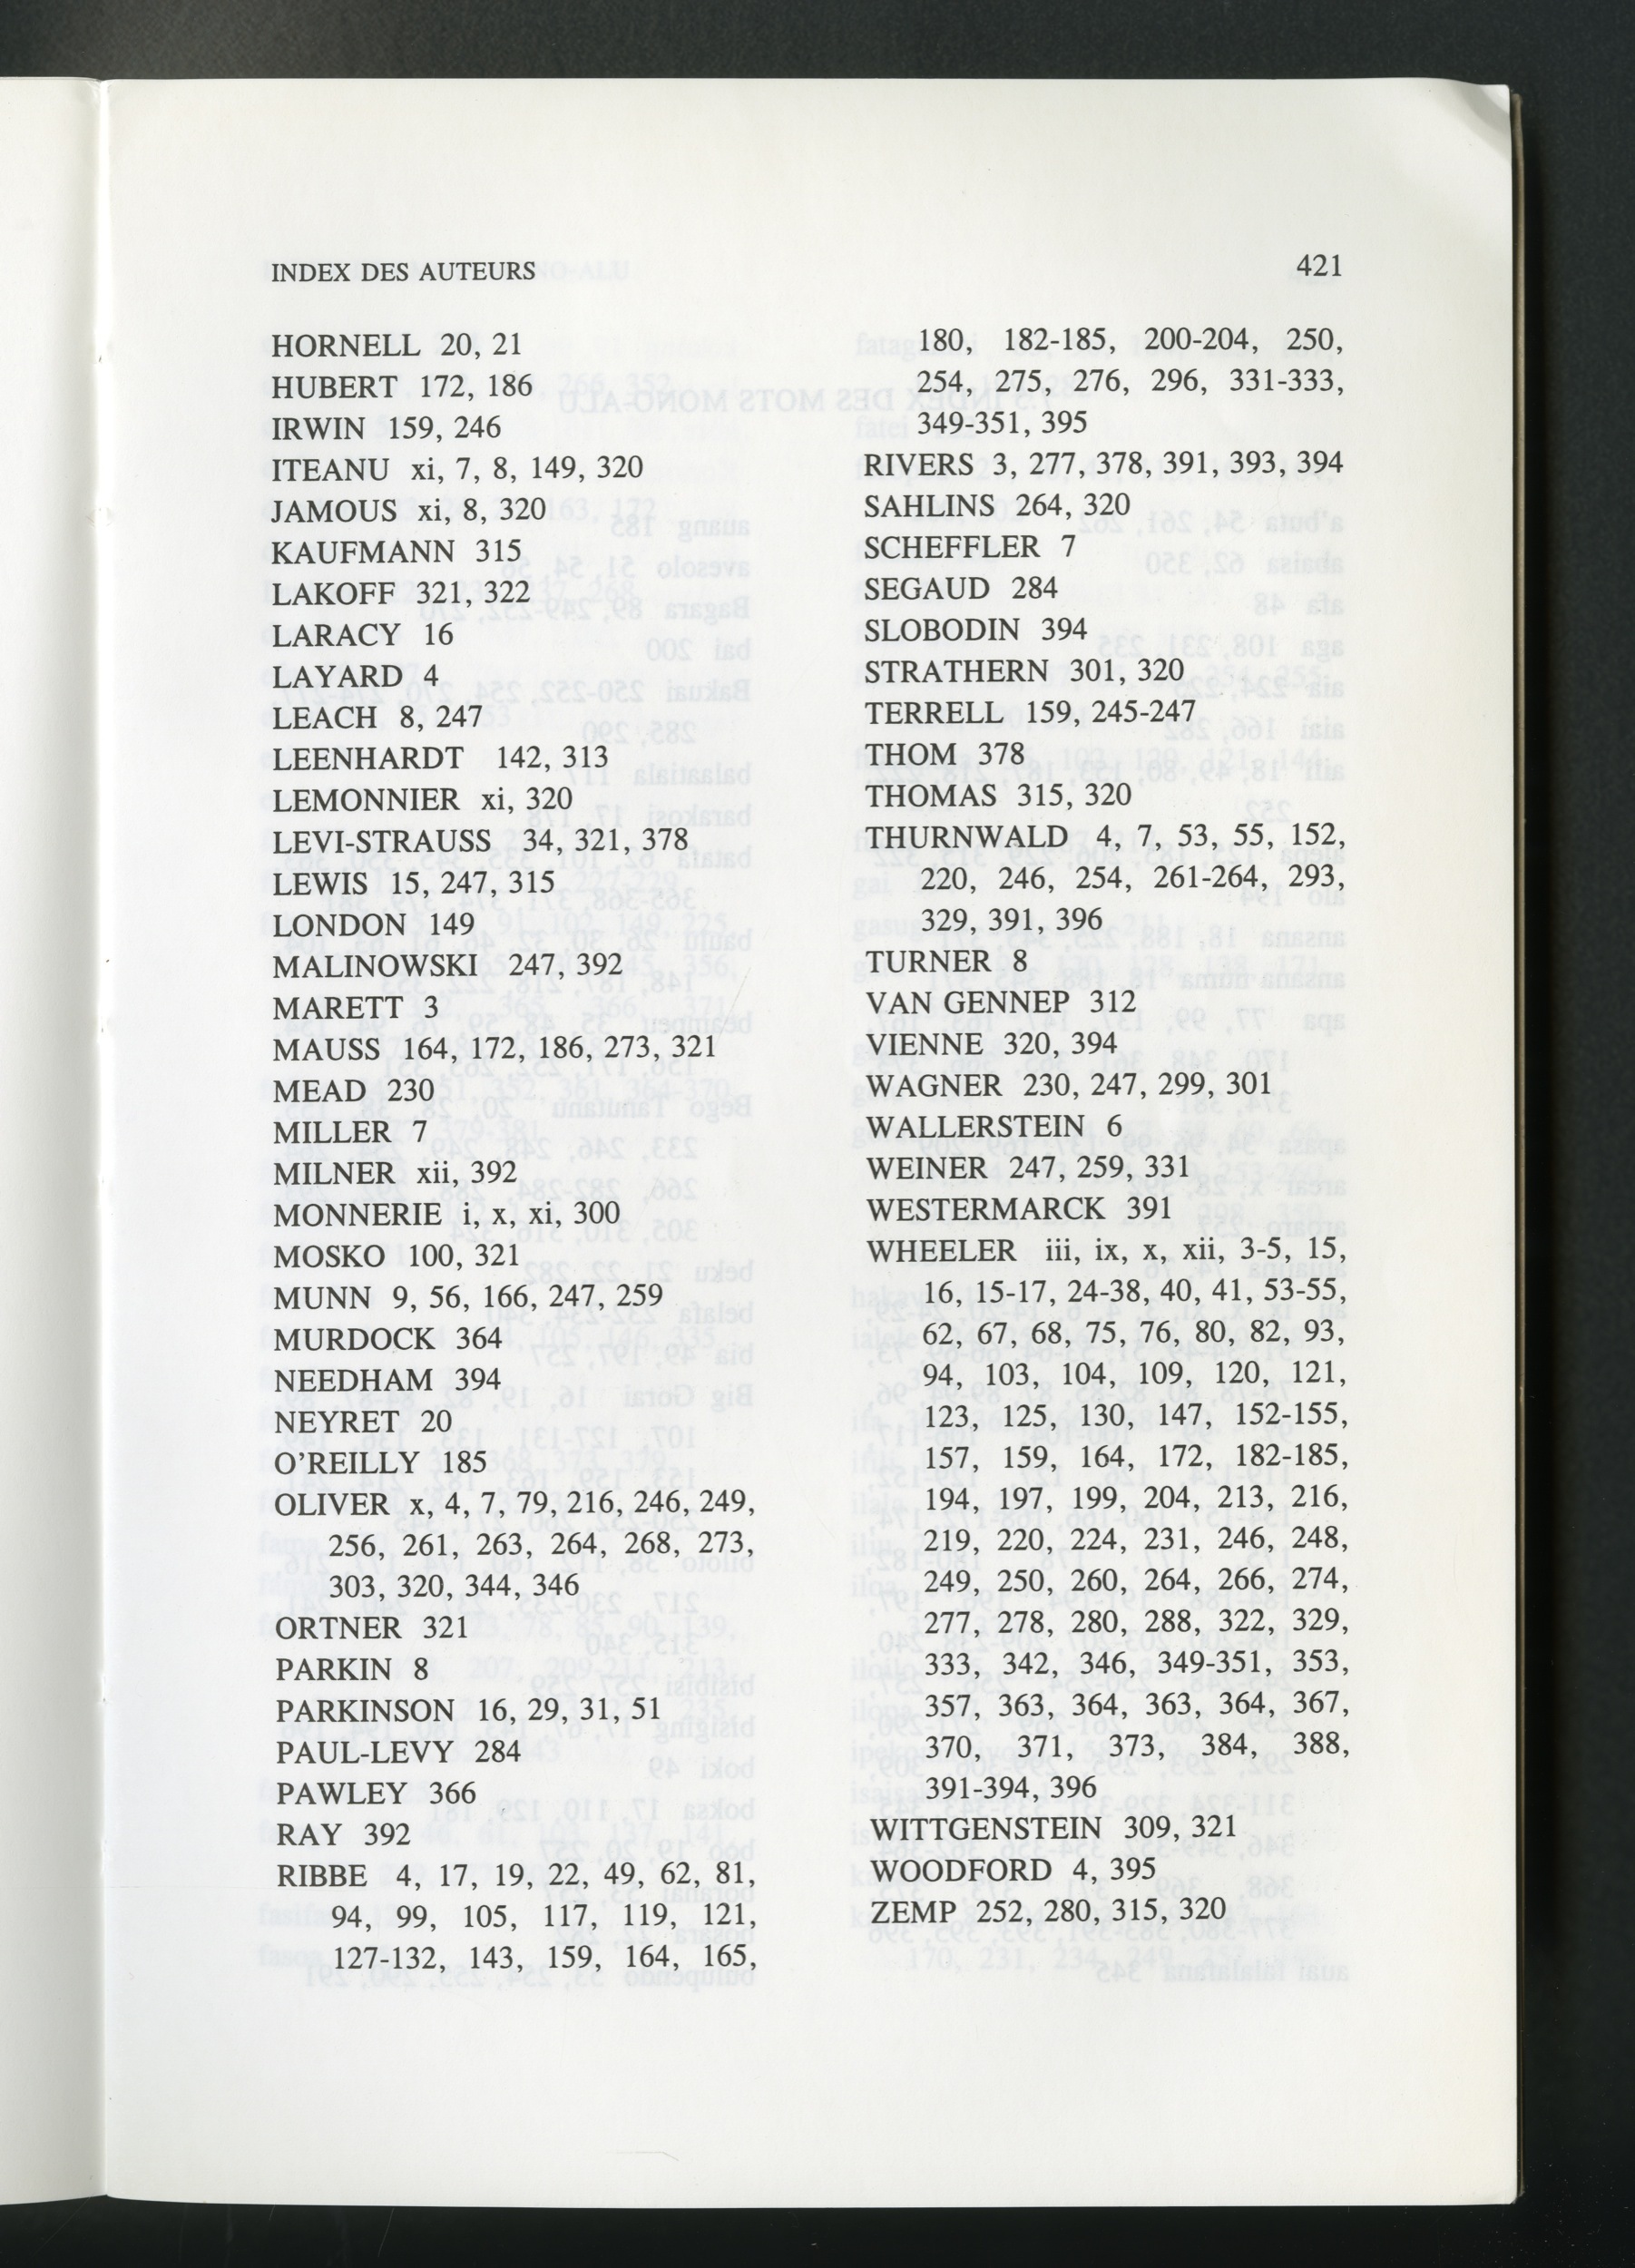 INDEX DES AUTEURS 421
HORNELL 20, 21
HUBERT 172, 186
IRWIN 159, 246
ITEANU xi, 7, 8, 149, 320
JAMOUS xi, 8, 320
KAUFMANN 315
LAKOFF 321, 322
LARACY 16
LAYARD 4
LEACH 8, 247
LEENHARDT 142, 313
LEMONNIER xi, 320
LEVI-STRAUSS 34, 321, 378
LEWIS 15, 247, 315
LONDON 149
MALINOWSKI 247, 392
MARETT 3
MAUSS 164, 172, 186, 273, 321
MEAD 230
MILLER 7
MILNER xii, 392
MONNERIE i, x, xi, 300
MOSKO 100, 321
MUNN 9, 56, 166, 247, 259
MURDOCK 364
NEEDHAM 394
NEYRET 20
O'REILLY 185
OLIVER x, 4, 7, 79, 216, 246, 249,
256, 261, 263, 264, 268, 273,
303, 320, 344, 346
ORTNER 321
PARKIN 8
PARKINSON 16, 29, 31, 51
PAUL-LEVY 284
PAWLEY 366
RAY 392
RIBBE 4, 17, 19, 22, 49, 62, 81,
94, 99, 105, 117, 119, 121,
127-132, 143, 159, 164, 165,
180, 182-185, 200-204, 250,
254, 275, 276, 296, 331-333,
349-351, 395
RIVERS 3, 277, 378, 391, 393, 394
SAHLINS 264, 320
SCHEFFLER 7
SEGAUD 284
SLOBODIN 394
STRATHERN 301, 320
TERRELL 159, 245-247
THOM 378
THOMAS 315, 320
THURNWALD 4, 7, 53, 55, 152,
220, 246, 254, 261-264, 293,
329, 391, 396
TURNER 8
VAN GENNEP 312
VIENNE 320, 394
WAGNER 230, 247, 299, 301
WALLERSTEIN 6
WEINER 247, 259, 331
WESTERMARCK 391
WHEELER iii, ix, x, xii, 3-5, 15,
16, 15-17, 24-38, 40, 41, 53-55,
62, 67, 68, 75, 76, 80, 82, 93,
94, 103, 104, 109, 120, 121,
123, 125, 130, 147, 152-155,
157, 159, 164, 172, 182-185,
194, 197, 199, 204, 213, 216,
219, 220, 224, 231, 246, 248,
249, 250, 260, 264, 266, 274,
277, 278, 280, 288, 322, 329,
333, 342, 346, 349-351, 353,
357, 363, 364, 363, 364, 367,
370, 371, 373, 384, 388,
391-394, 396
WITTGENSTEIN 309, 321
WOODFORD 4, 395
ZEMP 252, 280, 315, 320